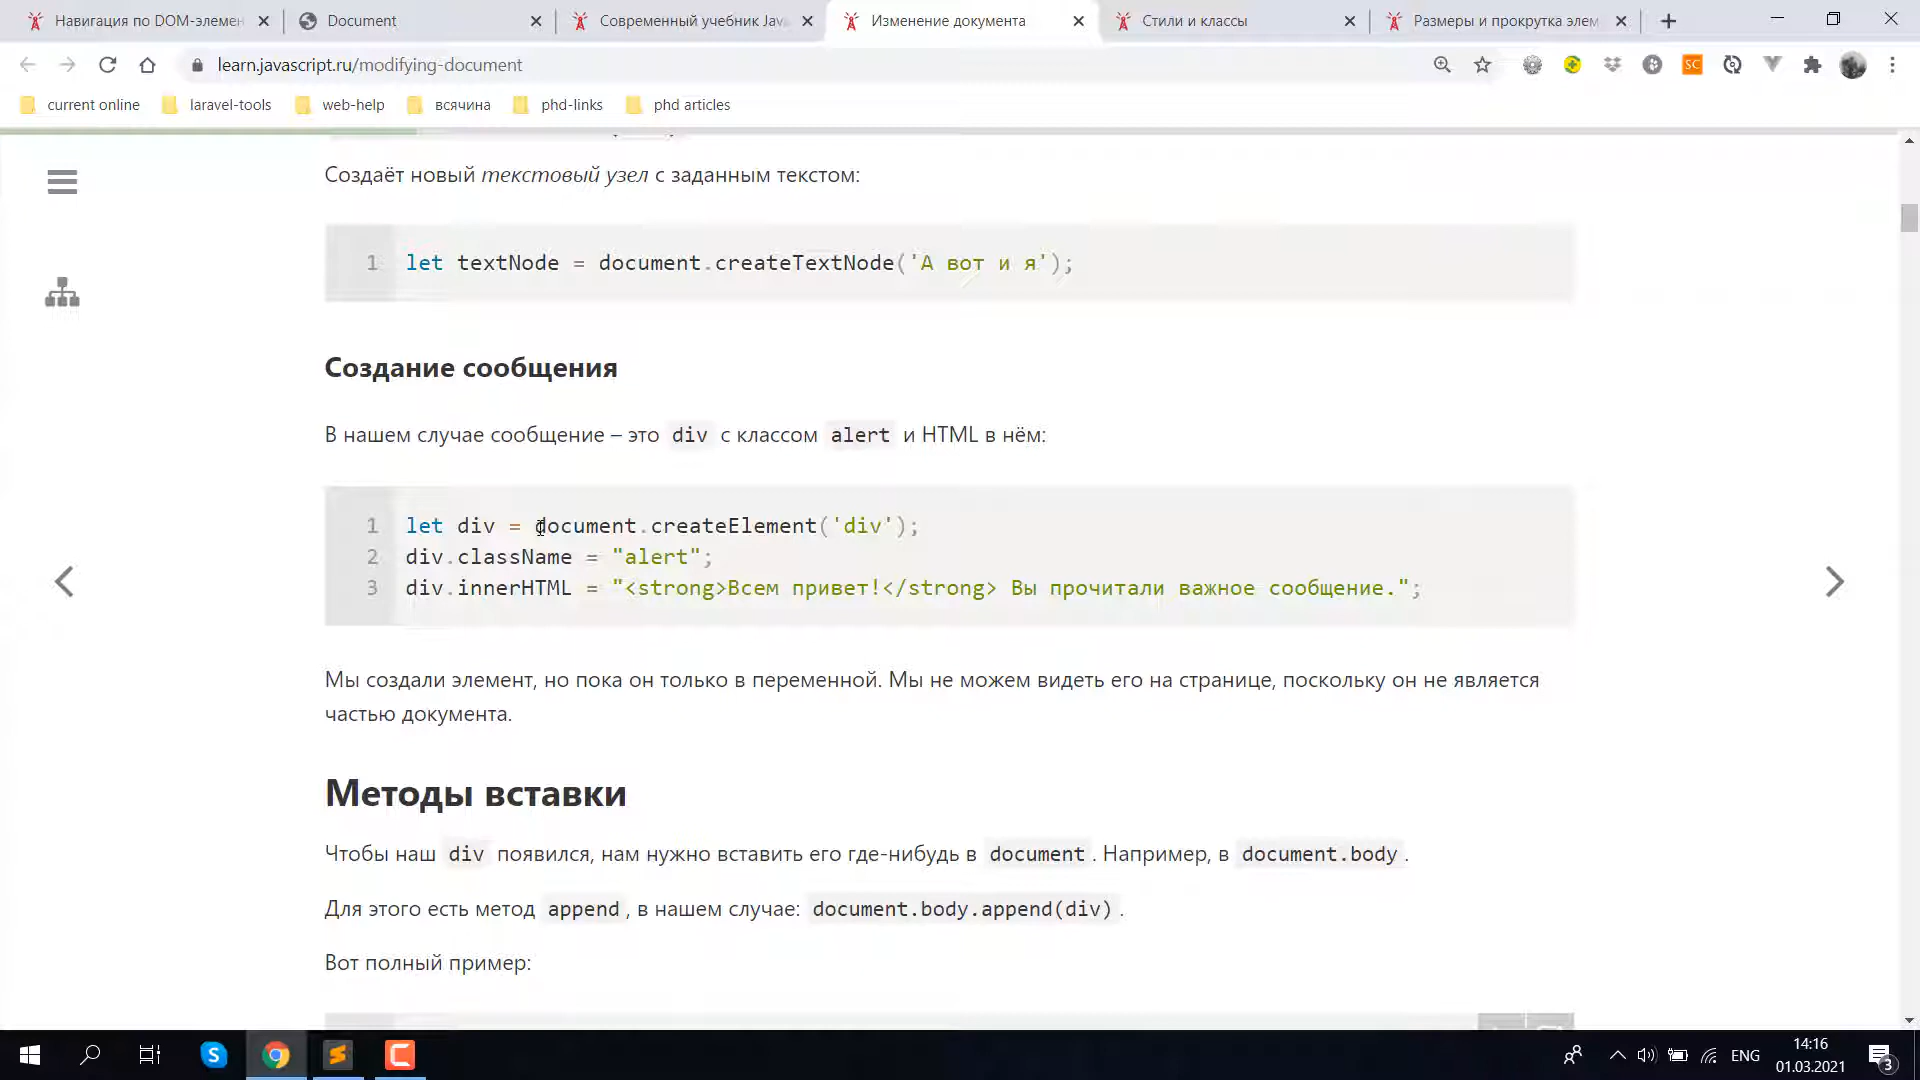 Навигация по DOM-элемен
Document
Современный учебник Jav
Изменение документа
Стили и классы
Размеры и прокрутка элем
learn.javascript.ru/modifying-document
SC
current online
laravel-tools
web-help
всячина
phd-links
phd articles
Создаёт новый текстовый узел с заданным текстом:
1 let textNode = document.createTextNode('А вот и я');
Создание сообщения
В нашем случае сообщение – это div с классом alert и HTML в нём:
1 let div = document.createElement('div');
2 div.className = "alert";
3 div.innerHTML = "<strong>Всем привет!</strong> Вы прочитали важное сообщение.";
Мы создали элемент, но пока он только в переменной. Мы не можем видеть его на странице, поскольку он не является
частью документа.
Методы вставки
Чтобы наш div появился, нам нужно вставить его где-нибудь в document. Например, в document.body.
Для этого есть метод append, в нашем случае: document.body.append(div).
Вот полный пример:
ENG
14:16
01.03.2021
3